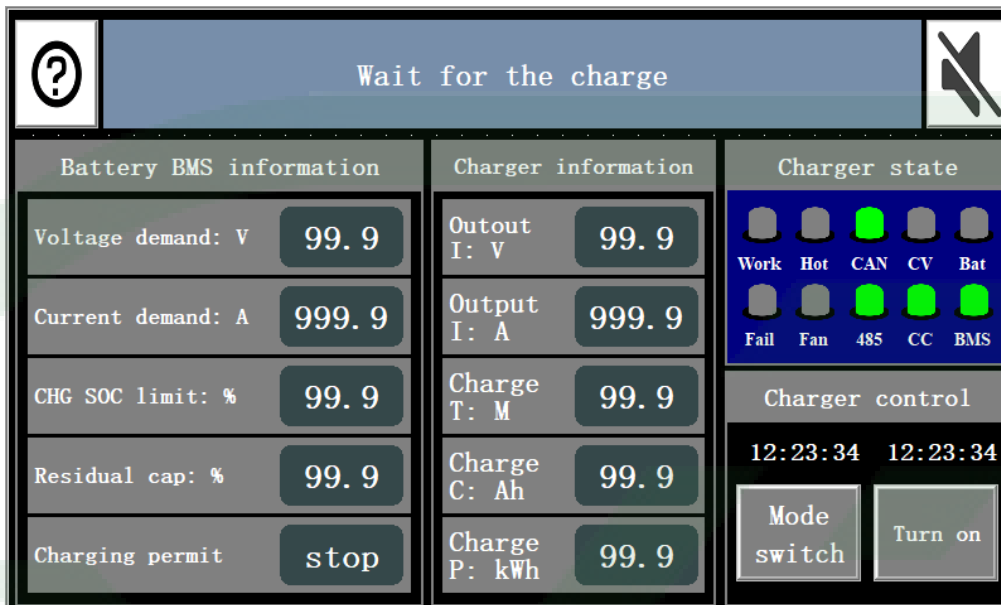 ?
Wait for the charge
Battery BMS information
Voltage demand: V 99.9
Current demand: A 999.9
CHG SOC limit: % 99.9
Residual cap: % 99.9
Charging permit stop
Charger information
Outout
I: V 99.9
Output
I: A 999.9
Charge
T: M 99.9
Charge
C: Ah 99.9
Charge
P: kWh 99.9
Charger state
Work Hot CAN CV Bat
Fail Fan 485 CC BMS
Charger control
12:23:34 12:23:34
Mode
switch
Turn on